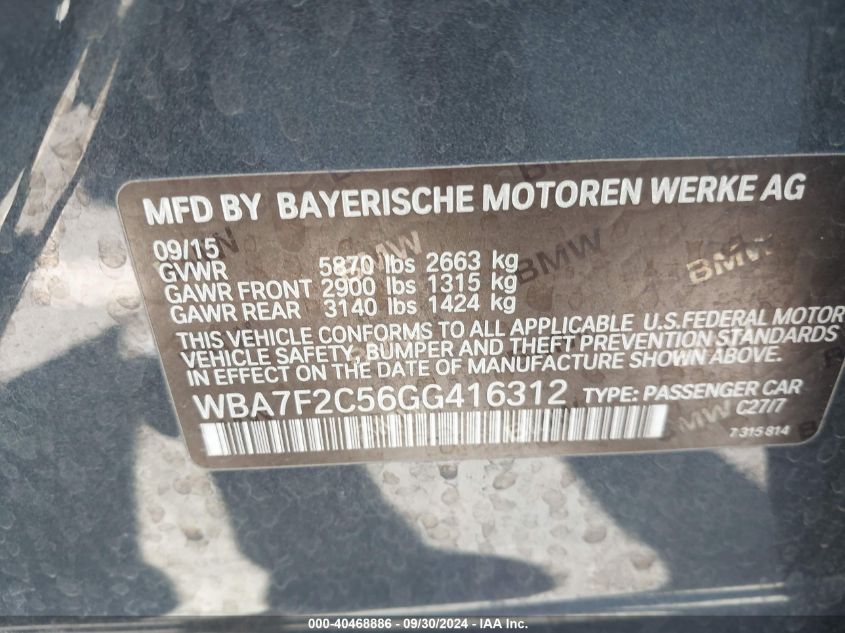 MFD BY BAYERISCHE MOTOREN WERKE AG
09/15
GVWR 5870 lbs 2663 kg
GAWR FRONT 2900 lbs 1315 kg
GAWR REAR 3140 lbs 1424 kg
THIS VEHICLE CONFORMS TO ALL APPLICABLE U.S.FEDERAL MOTOR
VEHICLE SAFETY, BUMPER AND THEFT PREVENTION STANDARDS
IN EFFECT ON THE DATE OF MANUFACTURE SHOWN ABOVE.
WBA7F2C56GG416312 TYPE: PASSENGER CAR
C27/7
7 315 814
BMW
BMW
000-40468886 - 09/30/2024 - IAA Inc.